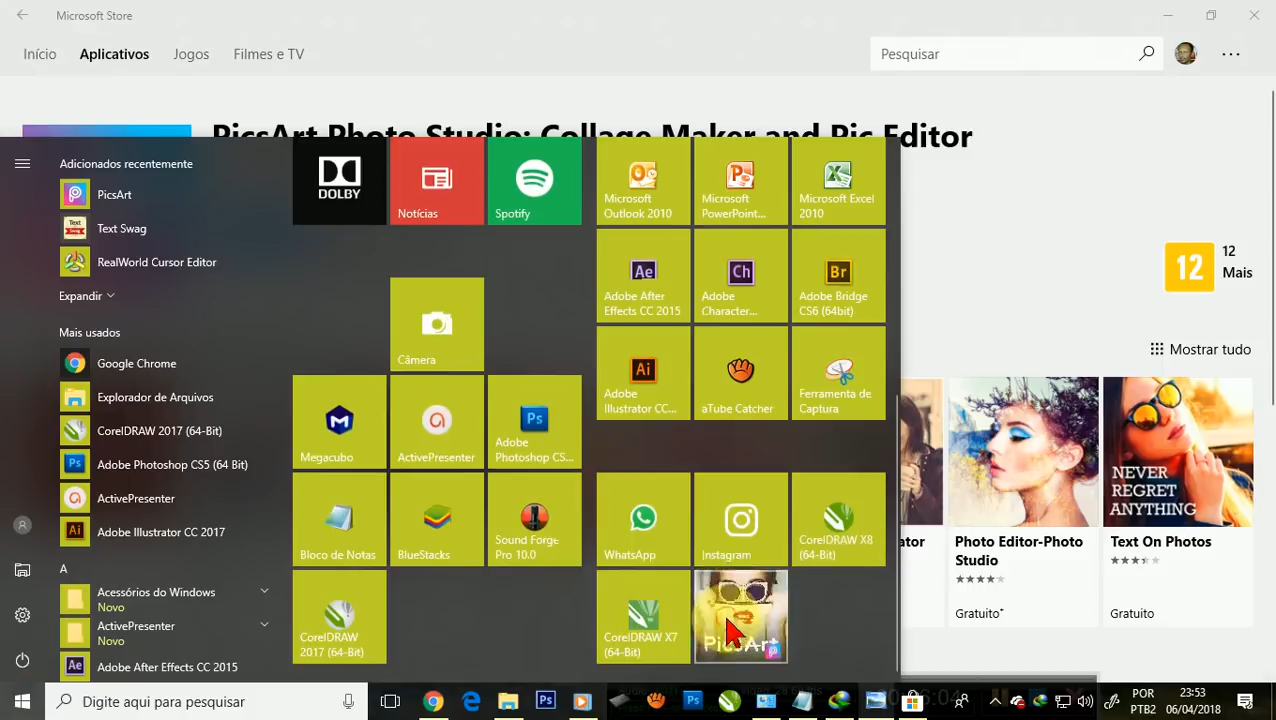 Microsoft Store
Início
Aplicativos
Jogos
Filmes e TV
Pesquisar
PicsArt Photo Studio: Collage Maker and Pic Editor
12
12
Mais
Mostrar tudo
Adicionados recentemente
PicsArt
Text Swag
RealWorld Cursor Editor
Expandir
Mais usados
Google Chrome
Explorador de Arquivos
CorelDRAW 2017 (64-Bit)
Adobe Photoshop CS5 (64 Bit)
ActivePresenter
Adobe Illustrator CC 2017
A
Acessórios do Windows
Novo
ActivePresenter
Novo
Adobe After Effects CC 2015
DOLBY
Notícias
Spotify
Câmera
Megacubo
ActivePresenter
Adobe
Photoshop CS...
Bloco de Notas
BlueStacks
Sound Forge
Pro 10.0
CorelDRAW
2017 (64-Bit)
Microsoft
Outlook 2010
Microsoft
PowerPoint...
Microsoft Excel
2010
Adobe After
Effects CC 2015
Adobe
Character...
Adobe Bridge
CS6 (64bit)
Adobe
Illustrator CC...
aTube Catcher
Ferramenta de
Captura
WhatsApp
Instagram
CorelDRAW X8
(64-Bit)
CorelDRAW X7
(64-Bit)
PicsArt
ator
Photo Editor-Photo
Studio
Gratuito+
NEVER
REGRET
ANYTHING
Text On Photos
Gratuito
Digite aqui para pesquisar
POR
PTB2
23:53
06/04/2018